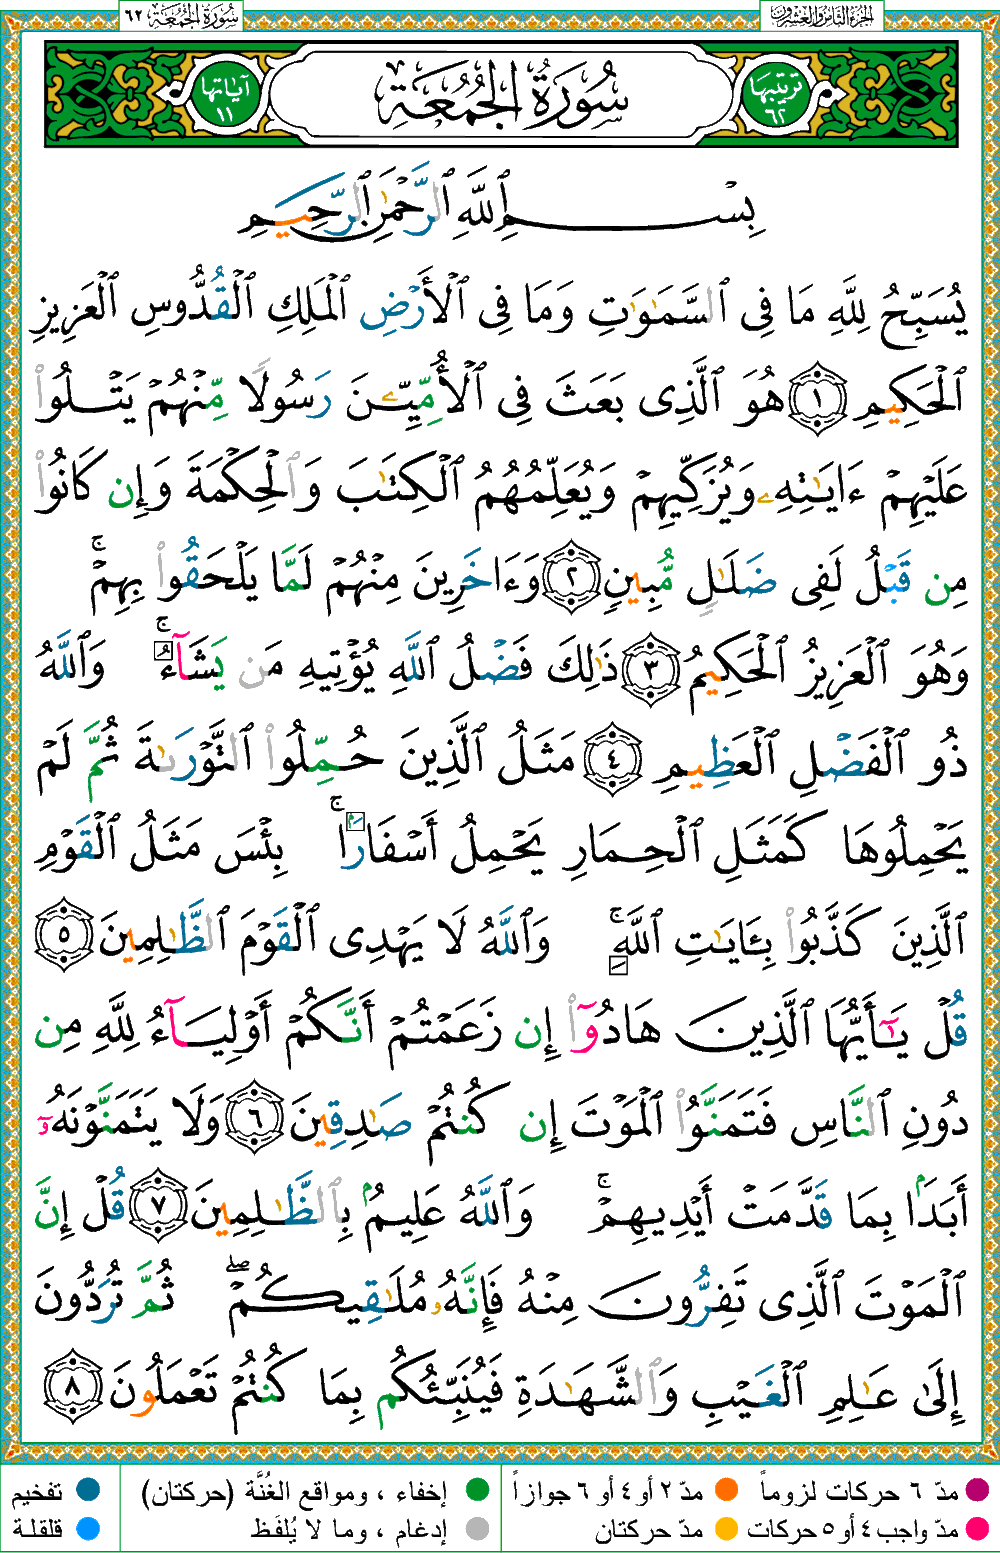 الجزء الثامن والعشرون
سُورَةُ الجُمُعَة ٦٢
ترتيبها ٦٢
سُورَةُ الجُمُعَةِ
آياتها ١١
بِسْمِ ٱللَّهِ ٱلرَّحْمَٰنِ ٱلرَّحِيمِ
يُسَبِّحُ لِلَّهِ مَا فِى ٱلسَّمَٰوَٰتِ وَمَا فِى ٱلْأَرْضِ ٱلْمَلِكِ ٱلْقُدُّوسِ ٱلْعَزِيزِ
ٱلْحَكِيمِ ١ هُوَ ٱلَّذِى بَعَثَ فِى ٱلْأُمِّيِّـۧنَ رَسُولًا مِّنْهُمْ يَتْلُوا۟
عَلَيْهِمْ ءَايَٰتِهِۦ وَيُزَكِّيهِمْ وَيُعَلِّمُهُمُ ٱلْكِتَٰبَ وَٱلْحِكْمَةَ وَإِن كَانُوا۟
مِن قَبْلُ لَفِى ضَلَٰلٍ مُّبِينٍ ٢ وَءَاخَرِينَ مِنْهُمْ لَمَّا يَلْحَقُوا۟ بِهِمْ ۚ
وَهُوَ ٱلْعَزِيزُ ٱلْحَكِيمُ ٣ ذَٰلِكَ فَضْلُ ٱللَّهِ يُؤْتِيهِ مَن يَشَآءُ ۚ وَٱللَّهُ
ذُو ٱلْفَضْلِ ٱلْعَظِيمِ ٤ مَثَلُ ٱلَّذِينَ حُمِّلُوا۟ ٱلتَّوْرَىٰةَ ثُمَّ لَمْ
يَحْمِلُوهَا كَمَثَلِ ٱلْحِمَارِ يَحْمِلُ أَسْفَارًۢا ۚ بِئْسَ مَثَلُ ٱلْقَوْمِ
ٱلَّذِينَ كَذَّبُوا۟ بِـَٔايَٰتِ ٱللَّهِ ۚ وَٱللَّهُ لَا يَهْدِى ٱلْقَوْمَ ٱلظَّٰلِمِينَ ٥
قُلْ يَٰٓأَيُّهَا ٱلَّذِينَ هَادُوٓا۟ إِن زَعَمْتُمْ أَنَّكُمْ أَوْلِيَآءُ لِلَّهِ مِن
دُونِ ٱلنَّاسِ فَتَمَنَّوُا۟ ٱلْمَوْتَ إِن كُنتُمْ صَٰدِقِينَ ٦ وَلَا يَتَمَنَّوْنَهُۥٓ
أَبَدًۢا بِمَا قَدَّمَتْ أَيْدِيهِمْ ۚ وَٱللَّهُ عَلِيمٌۢ بِٱلظَّٰلِمِينَ ٧ قُلْ إِنَّ
ٱلْمَوْتَ ٱلَّذِى تَفِرُّونَ مِنْهُ فَإِنَّهُۥ مُلَٰقِيكُمْ ۖ ثُمَّ تُرَدُّونَ
إِلَىٰ عَٰلِمِ ٱلْغَيْبِ وَٱلشَّهَٰدَةِ فَيُنَبِّئُكُم بِمَا كُنتُمْ تَعْمَلُونَ ٨
مدّ ٦ حركات لزوماً مدّ ٢ أو ٤ أو ٦ جوازاً إخفاء ، ومواقع الغُنَّة (حركتان) تفخيم
مدّ واجب ٤ أو ٥ حركات مدّ حركتان إدغام ، وما لا يُلفَظ قلقلة